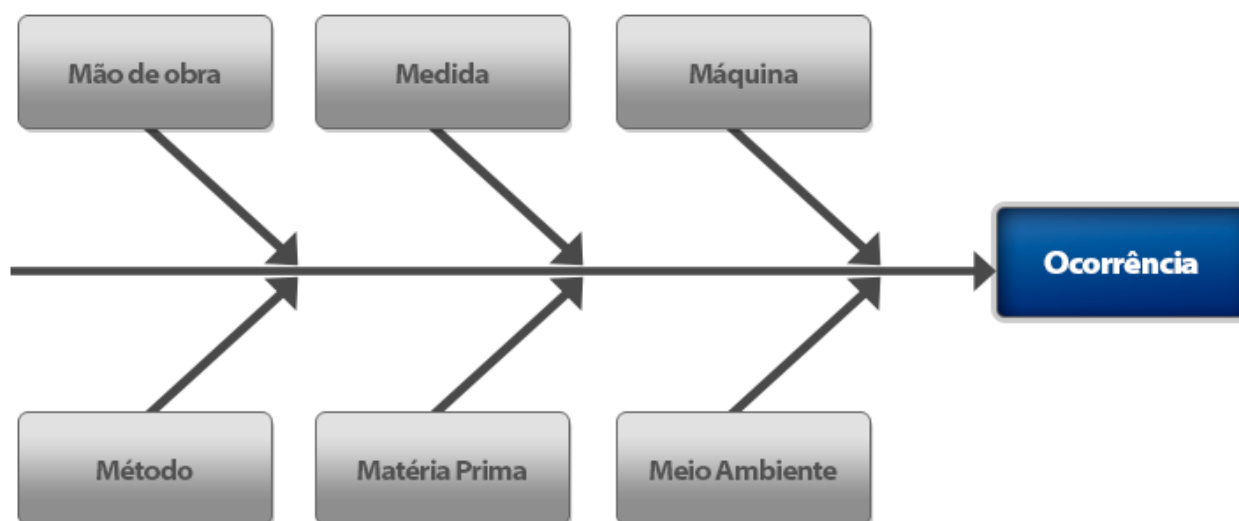 Mão de obra
Medida
Máquina
Ocorrência
Método
Matéria Prima
Meio Ambiente